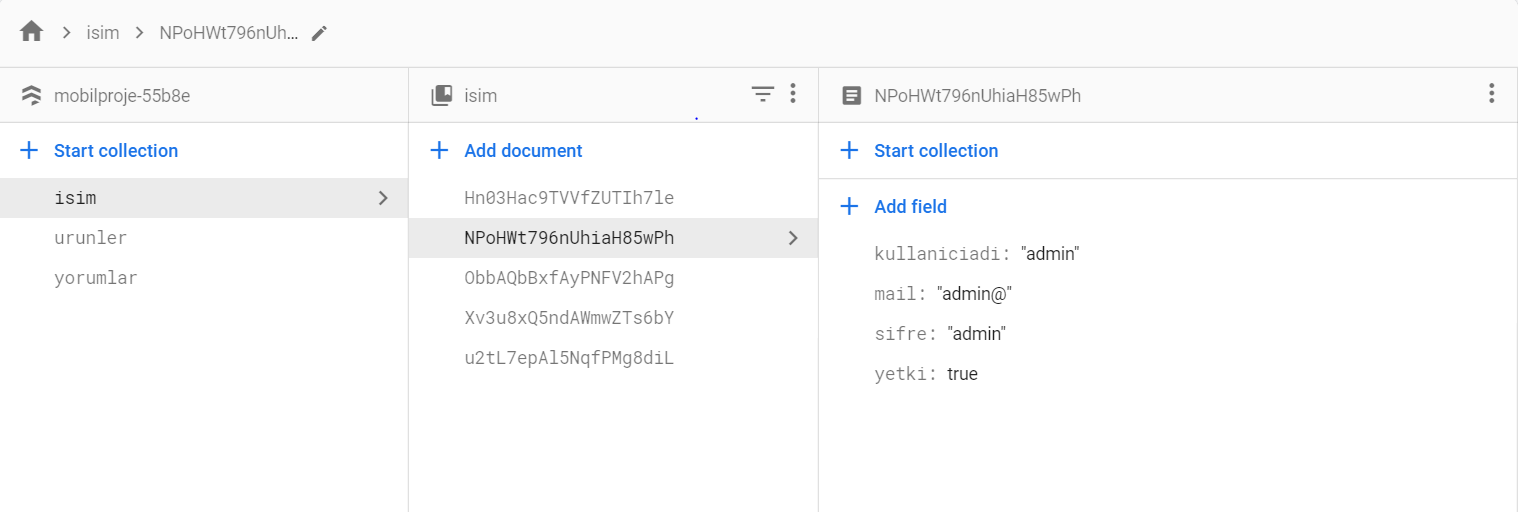 isim NPoHWt796nUh...
mobilproje-55b8e
Start collection
isim
urunler
yorumlar
isim
Add document
Hn03Hac9TVVfZUTIh7le
NPoHWt796nUhiaH85wPh
ObbAQbBxfAyPNFV2hAPg
Xv3u8xQ5ndAWmwZTs6bY
u2tL7epAl5NqfPMg8diL
NPoHWt796nUhiaH85wPh
Start collection
Add field
kullaniciadi: "admin"
mail: "admin@"
sifre: "admin"
yetki: true